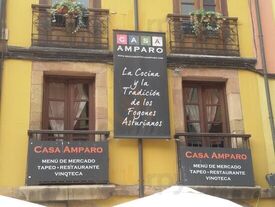 CASA
AMPARO
La Cocina
y la
Tradición
de los
Fogones
Asturianos
CASA AMPARO
MENÚ DE MERCADO
TAPEO - RESTAURANTE
VINOTECA
CASA AMPARO
MENÚ DE MERCADO
TAPEO - RESTAURANTE
VINOTECA